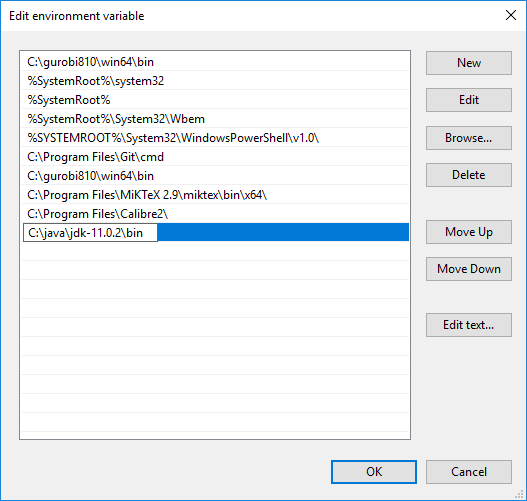 Edit environment variable
C:\gurobi810\win64\bin
%SystemRoot%\system32
%SystemRoot%
%SystemRoot%\System32\Wbem
%SYSTEMROOT%\System32\WindowsPowerShell\v1.0\
C:\Program Files\Git\cmd
C:\gurobi810\win64\bin
C:\Program Files\MiKTeX 2.9\miktex\bin\x64\
C:\Program Files\Calibre2\
C:\java\jdk-11.0.2\bin
New
Edit
Browse...
Delete
Move Up
Move Down
Edit text...
OK
Cancel